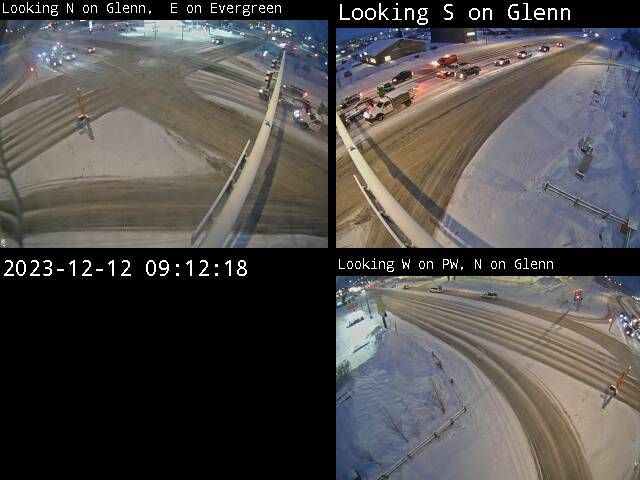 Looking N on Glenn,  E on Evergreen
Looking S on Glenn
2023-12-12 09:12:18
Looking W on PW, N on Glenn